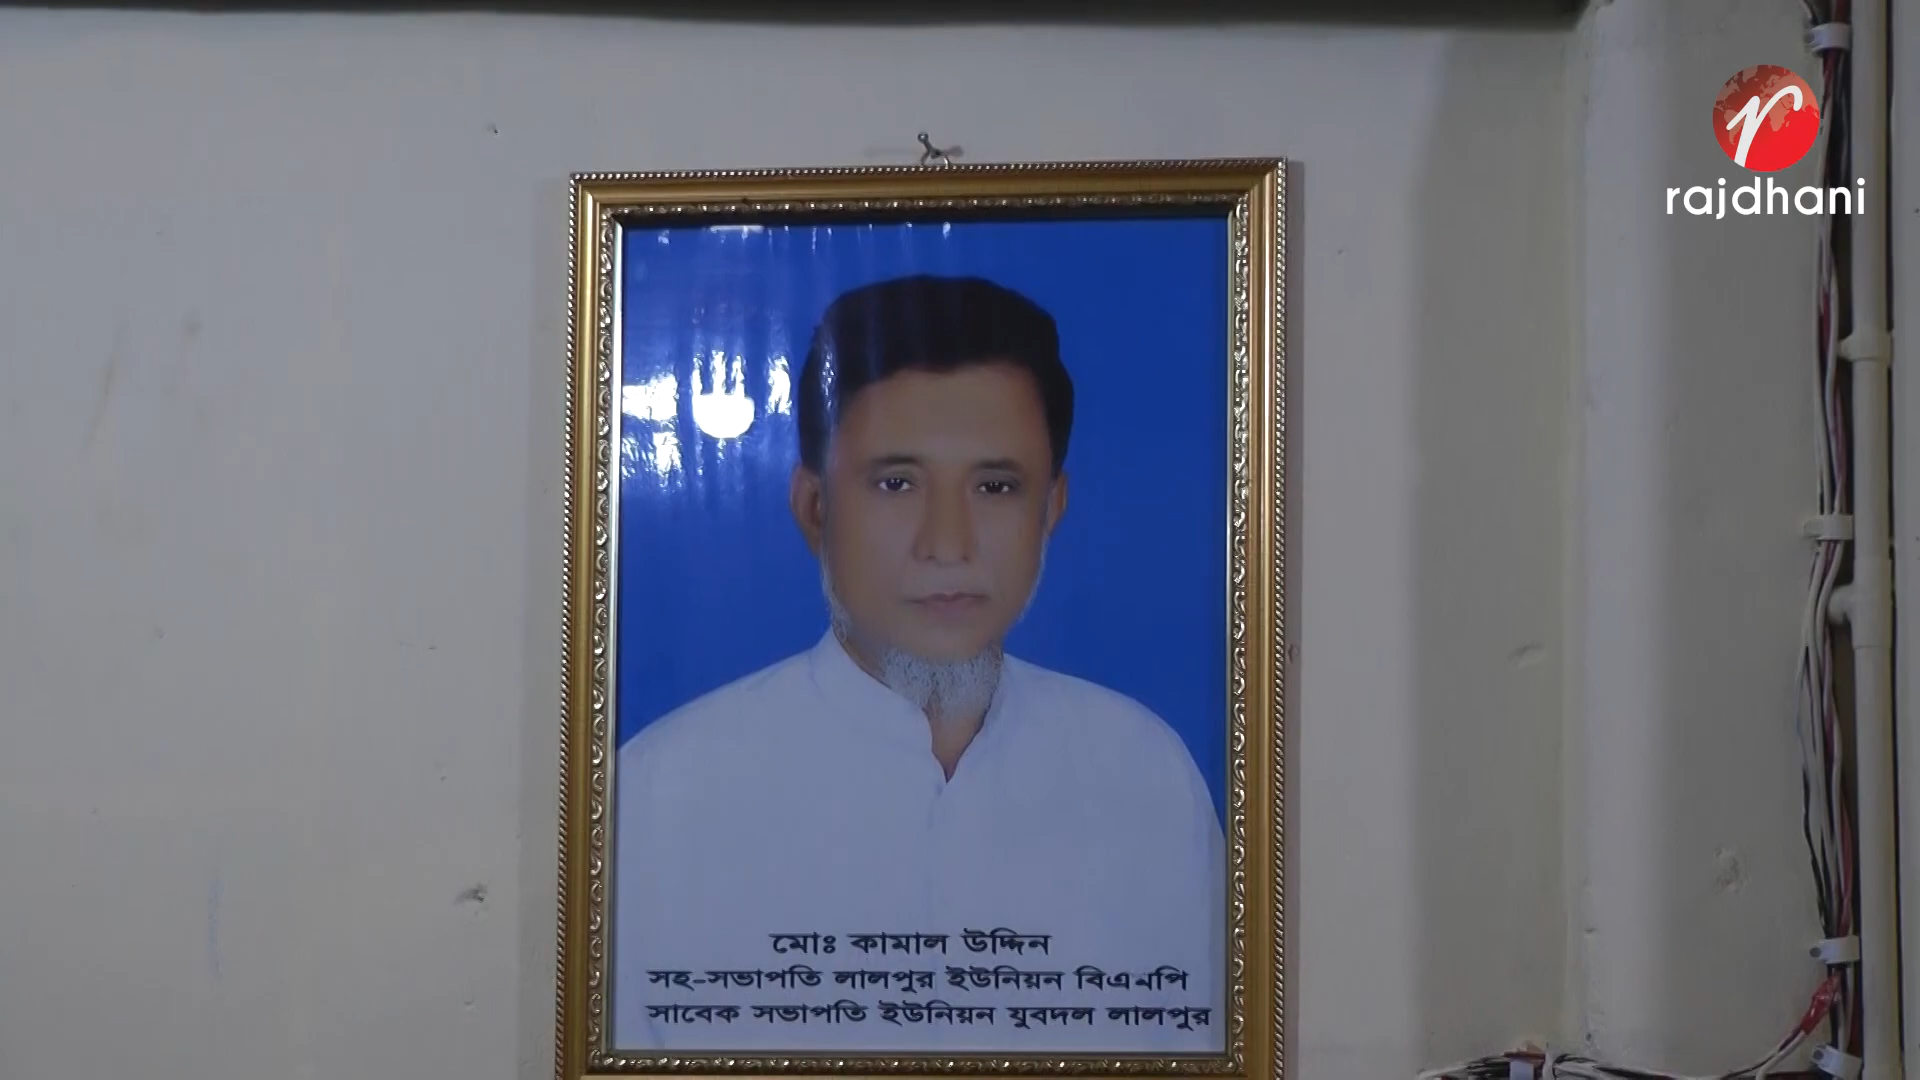 rajdhani
মোঃ কামাল উদ্দিন
সহ-সভাপতি লালপুর ইউনিয়ন বিএনপি
সাবেক সভাপতি ইউনিয়ন যুবদল লালপুর